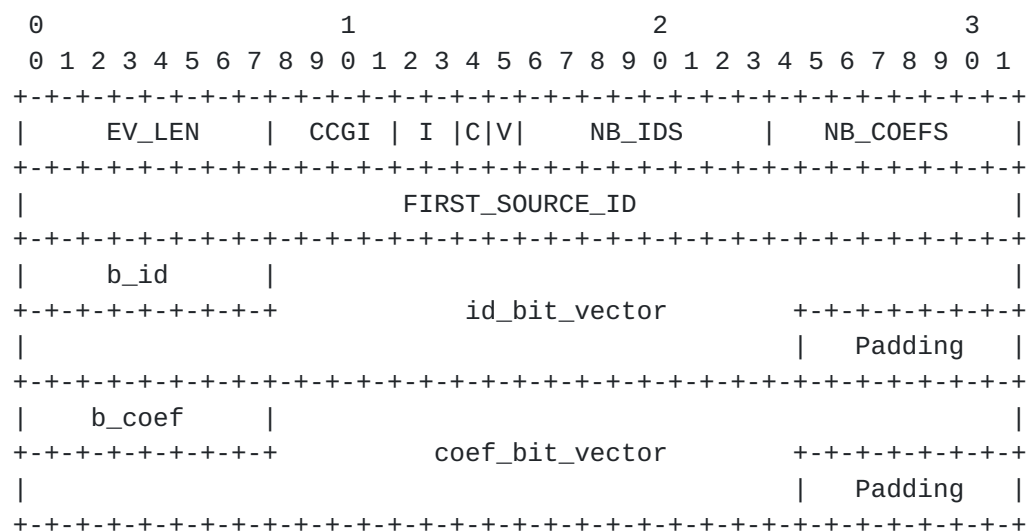 0                   1                   2                   3
 0 1 2 3 4 5 6 7 8 9 0 1 2 3 4 5 6 7 8 9 0 1 2 3 4 5 6 7 8 9 0 1
+-+-+-+-+-+-+-+-+-+-+-+-+-+-+-+-+-+-+-+-+-+-+-+-+-+-+-+-+-+-+-+-+
|     EV_LEN    |  CCGI | I |C|V|    NB_IDS     |   NB_COEFS    |
+-+-+-+-+-+-+-+-+-+-+-+-+-+-+-+-+-+-+-+-+-+-+-+-+-+-+-+-+-+-+-+-+
|                        FIRST_SOURCE_ID                        |
+-+-+-+-+-+-+-+-+-+-+-+-+-+-+-+-+-+-+-+-+-+-+-+-+-+-+-+-+-+-+-+-+
|     b_id      |                                               |
+-+-+-+-+-+-+-+-+            id_bit_vector        +-+-+-+-+-+-+-+
|                                                 |   Padding   |
+-+-+-+-+-+-+-+-+-+-+-+-+-+-+-+-+-+-+-+-+-+-+-+-+-+-+-+-+-+-+-+-+
|    b_coef     |                                               |
+-+-+-+-+-+-+-+-+          coef_bit_vector        +-+-+-+-+-+-+-+
|                                                 |   Padding   |
+-+-+-+-+-+-+-+-+-+-+-+-+-+-+-+-+-+-+-+-+-+-+-+-+-+-+-+-+-+-+-+-+